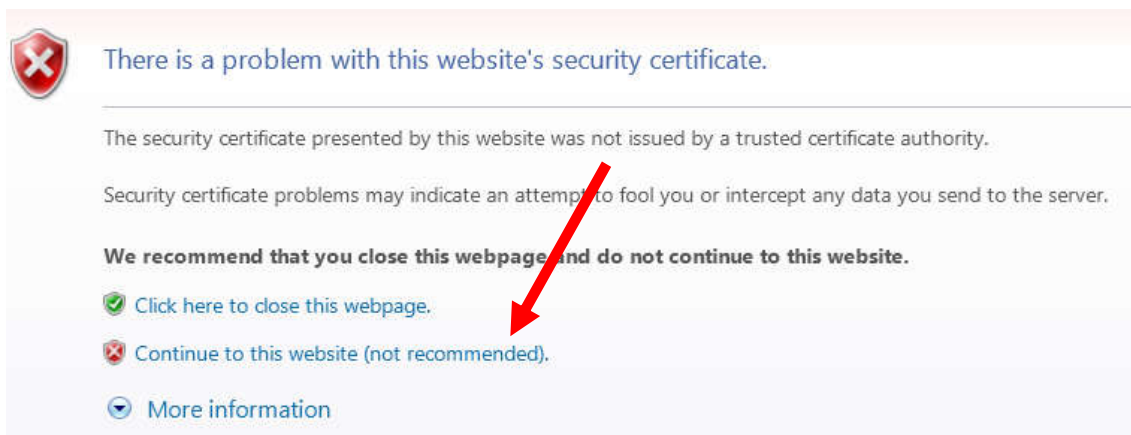 There is a problem with this website's security certificate.
The security certificate presented by this website was not issued by a trusted certificate authority.
Security certificate problems may indicate an attempt to fool you or intercept any data you send to the server.
We recommend that you close this webpage and do not continue to this website.
Click here to close this webpage.
Continue to this website (not recommended).
More information